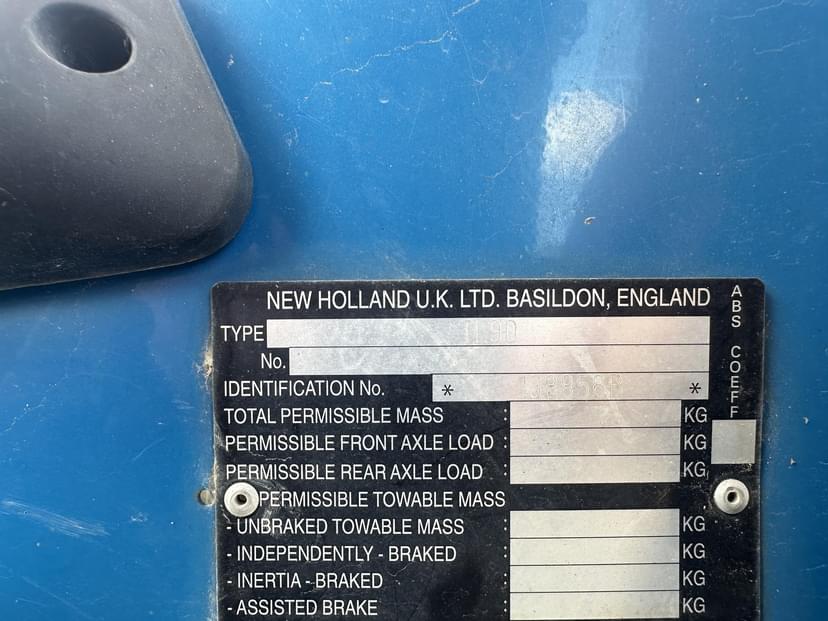 NEW HOLLAND U.K. LTD. BASILDON, ENGLAND
ABS COEFF
TYPE
No.
IDENTIFICATION No. * *
TOTAL PERMISSIBLE MASS : KG
PERMISSIBLE FRONT AXLE LOAD : KG
PERMISSIBLE REAR AXLE LOAD : KG
PERMISSIBLE TOWABLE MASS
- UNBRAKED TOWABLE MASS : KG
- INDEPENDENTLY - BRAKED : KG
- INERTIA - BRAKED : KG
- ASSISTED BRAKE : KG